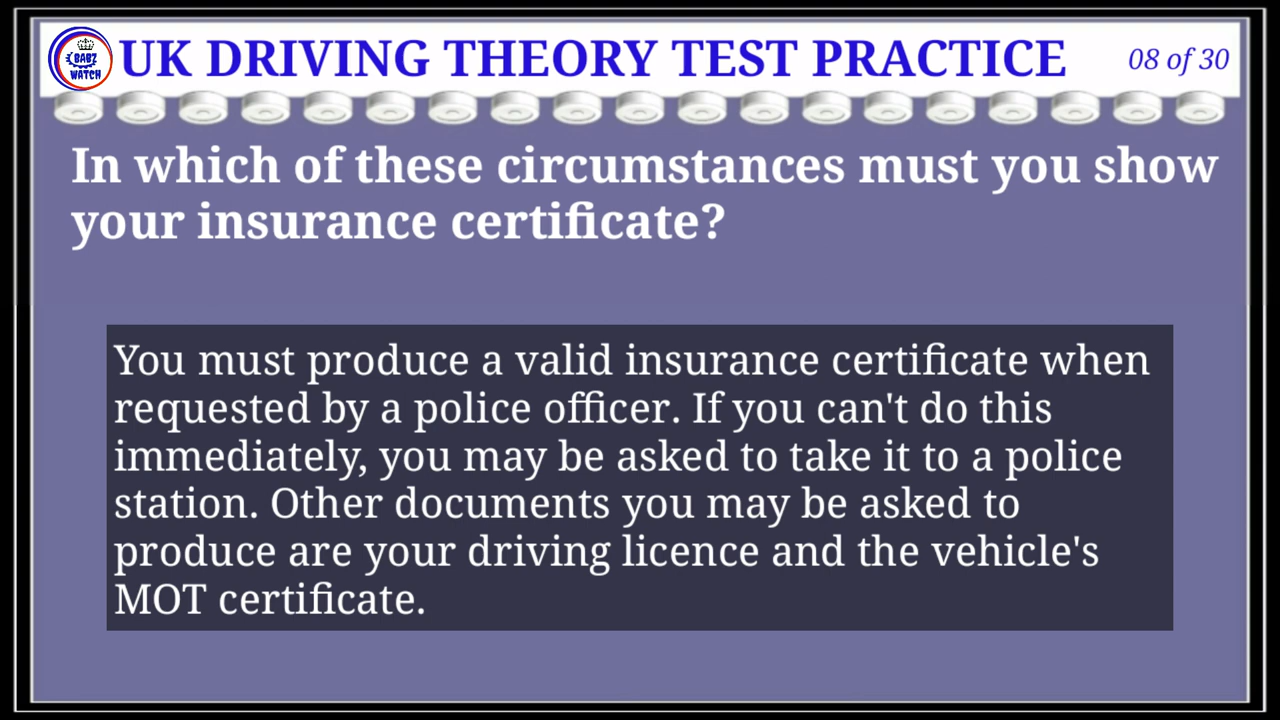 BABZ
WATCH
UK DRIVING THEORY TEST PRACTICE
08 of 30
In which of these circumstances must you show
your insurance certificate?
You must produce a valid insurance certificate when
requested by a police officer. If you can't do this
immediately, you may be asked to take it to a police
station. Other documents you may be asked to
produce are your driving licence and the vehicle's
MOT certificate.